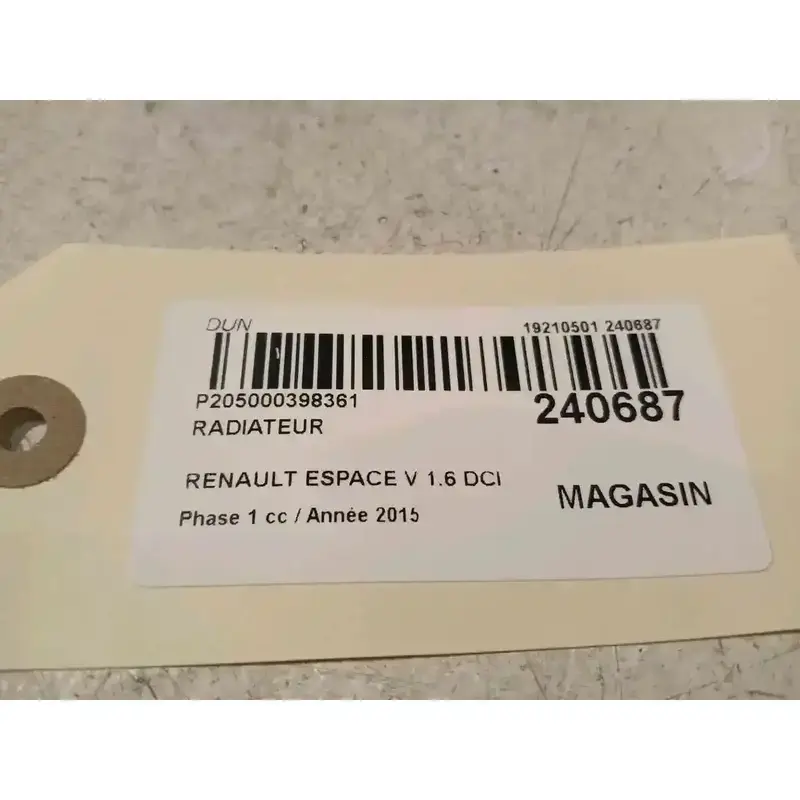 DUN 19210501 240687
P205000398361 240687
RADIATEUR
RENAULT ESPACE V 1.6 DCI MAGASIN
Phase 1 cc / Année 2015